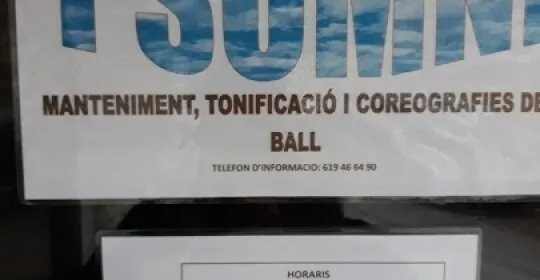 MANTENIMENT, TONIFICACIÓ I COREOGRAFIES DE
BALL
TELEFON D'INFORMACIO: 619 46 64 90
HORARIS